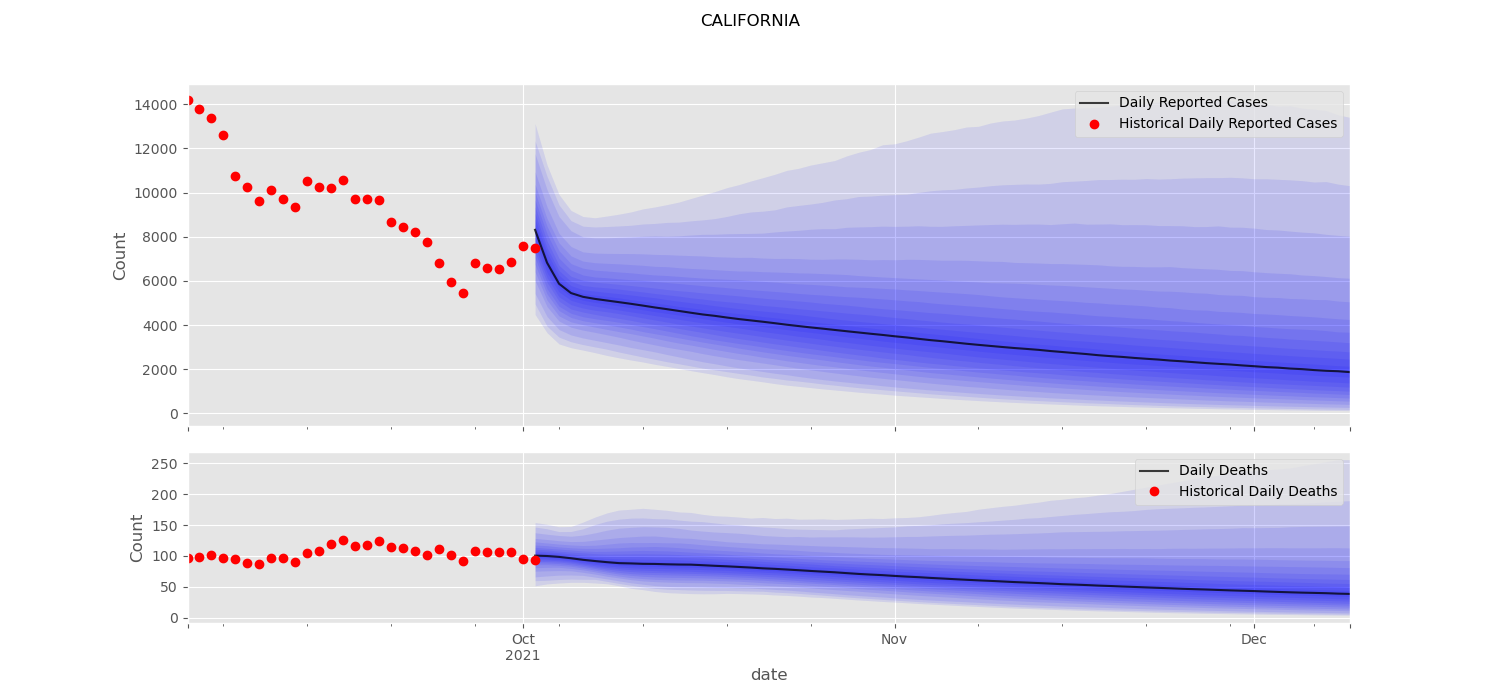 CALIFORNIA
14000
12000
10000
8000
6000
4000
2000
0
Count
Daily Reported Cases
Historical Daily Reported Cases
250
200
150
100
50
0
Count
Daily Deaths
Historical Daily Deaths
Oct
2021
Nov
Dec
date